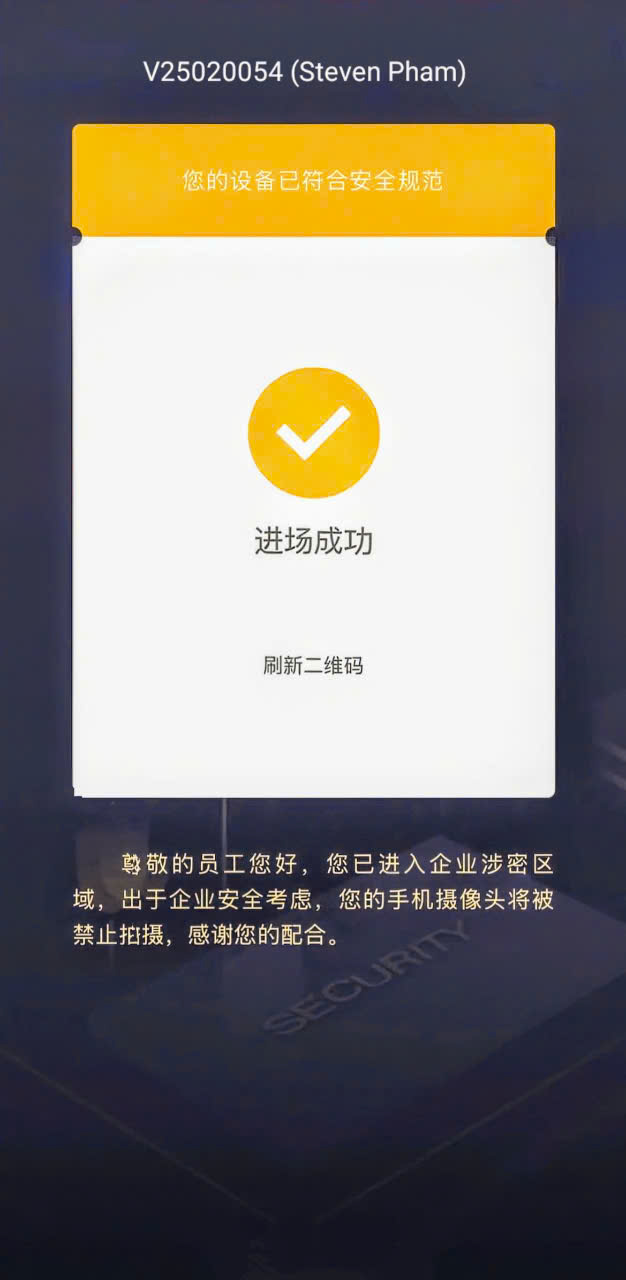 V25020054 (Steven Pham)
您的设备已符合安全规范
进场成功
刷新二维码
尊敬的员工您好，您已进入企业涉密区
域，出于企业安全考虑，您的手机摄像头将被
禁止拍摄，感谢您的配合。
SECURITY